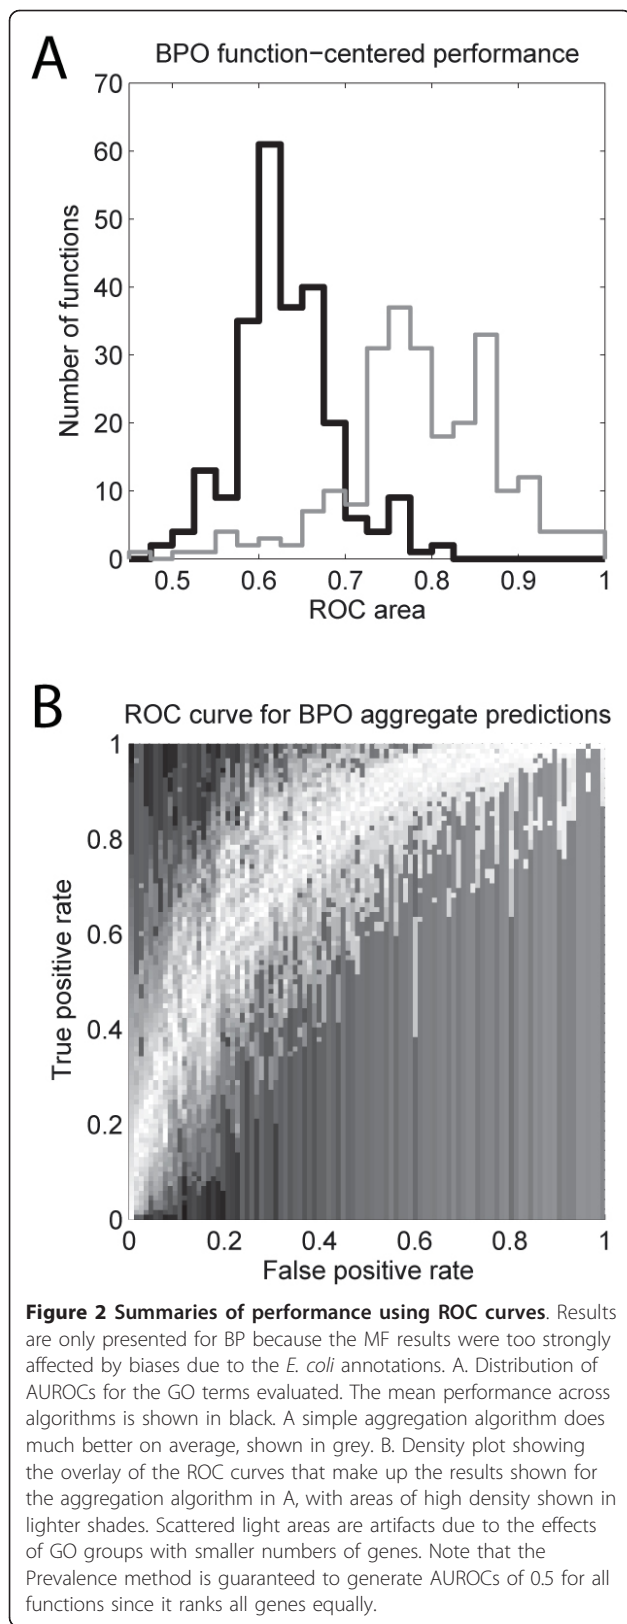 A
BPO function−centered performance
70
60
50
40
30
20
10
0
Number of functions
0.5 0.6 0.7 0.8 0.9 1
ROC area
B
ROC curve for BPO aggregate predictions
1
0.8
0.6
0.4
0.2
0
True positive rate
0 0.2 0.4 0.6 0.8 1
False positive rate
Figure 2 Summaries of performance using ROC curves. Results
are only presented for BP because the MF results were too strongly
affected by biases due to the E. coli annotations. A. Distribution of
AUROCs for the GO terms evaluated. The mean performance across
algorithms is shown in black. A simple aggregation algorithm does
much better on average, shown in grey. B. Density plot showing
the overlay of the ROC curves that make up the results shown for
the aggregation algorithm in A, with areas of high density shown in
lighter shades. Scattered light areas are artifacts due to the effects
of GO groups with smaller numbers of genes. Note that the
Prevalence method is guaranteed to generate AUROCs of 0.5 for all
functions since it ranks all genes equally.